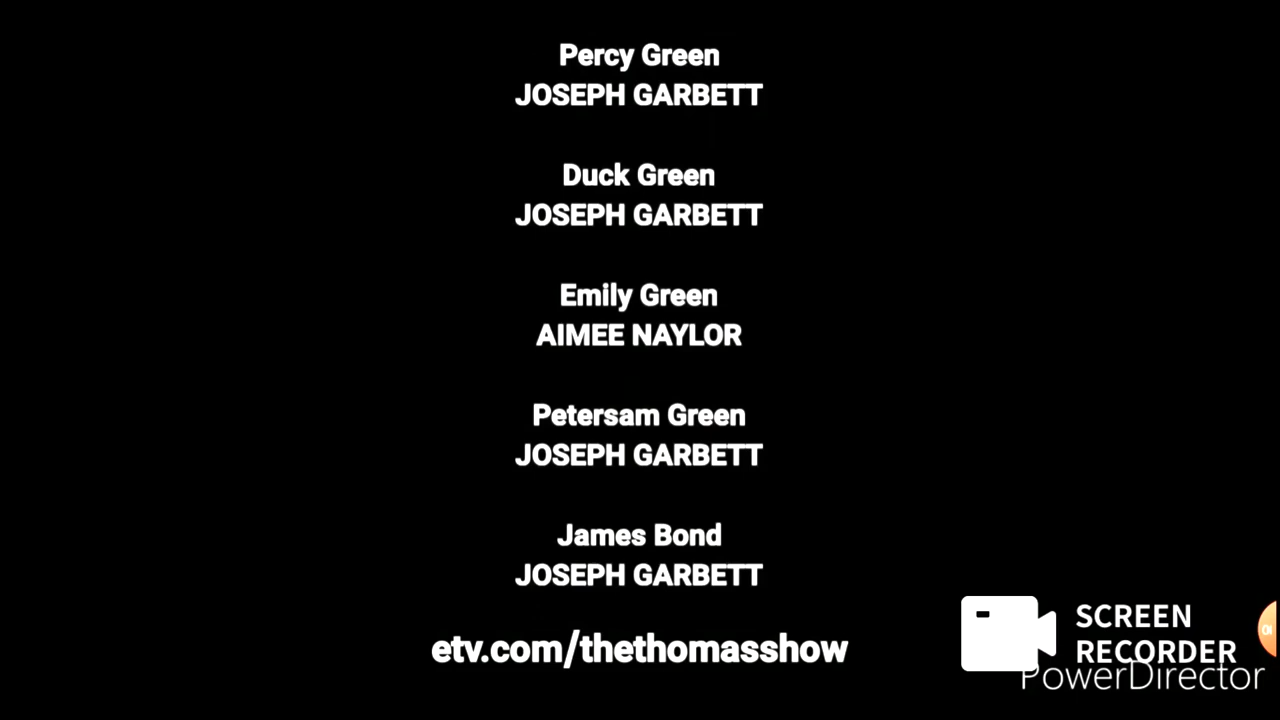 Percy Green
JOSEPH GARBETT
Duck Green
JOSEPH GARBETT
Emily Green
AIMEE NAYLOR
Petersam Green
JOSEPH GARBETT
James Bond
JOSEPH GARBETT
etv.com/thethomasshow
SCREEN
RECORDER
PowerDirector